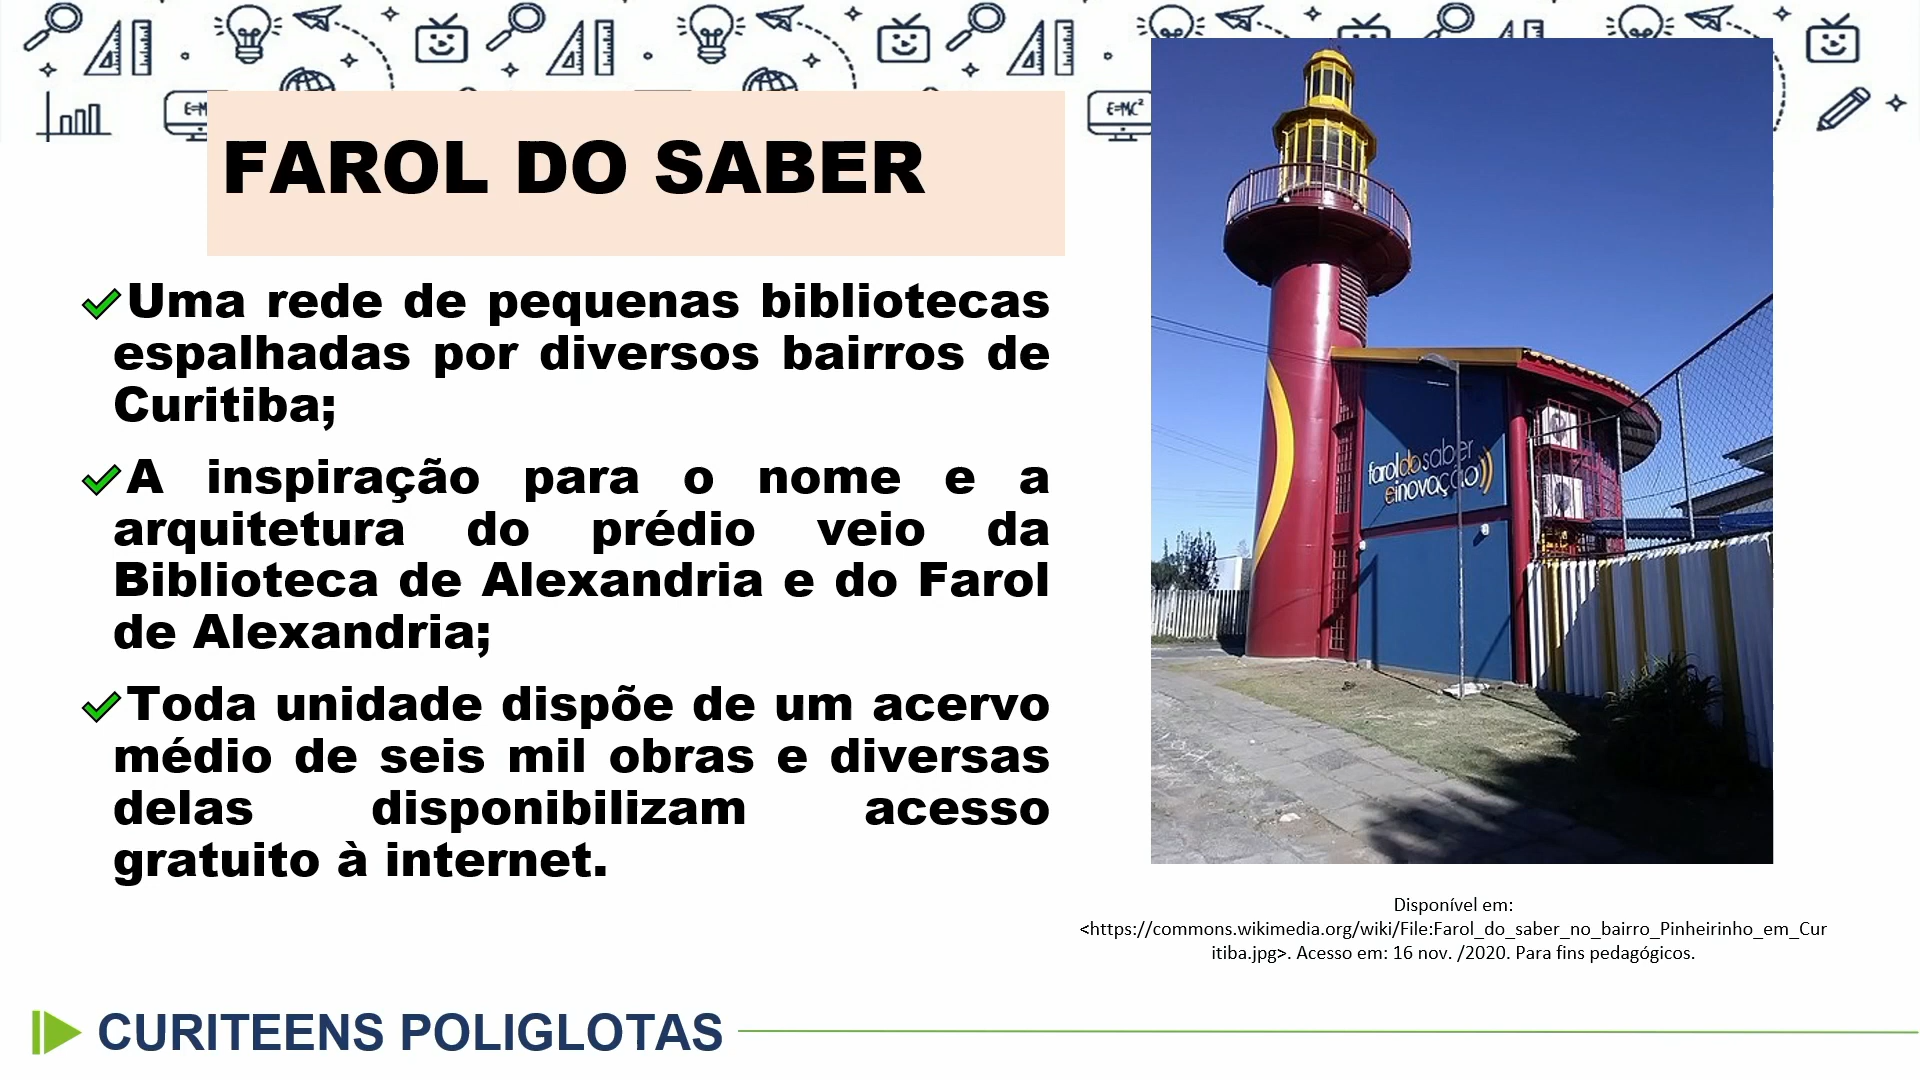 E=M
E=MC²
FAROL DO SABER
Uma rede de pequenas bibliotecas
espalhadas por diversos bairros de
Curitiba;
A inspiração para o nome e a
arquitetura do prédio veio da
Biblioteca de Alexandria e do Farol
de Alexandria;
Toda unidade dispõe de um acervo
médio de seis mil obras e diversas
delas disponibilizam acesso
gratuito à internet.
farol do saber
e inovação
Disponível em:
<https://commons.wikimedia.org/wiki/File:Farol_do_saber_no_bairro_Pinheirinho_em_Cur
itiba.jpg>. Acesso em: 16 nov. /2020. Para fins pedagógicos.
CURITEENS POLIGLOTAS